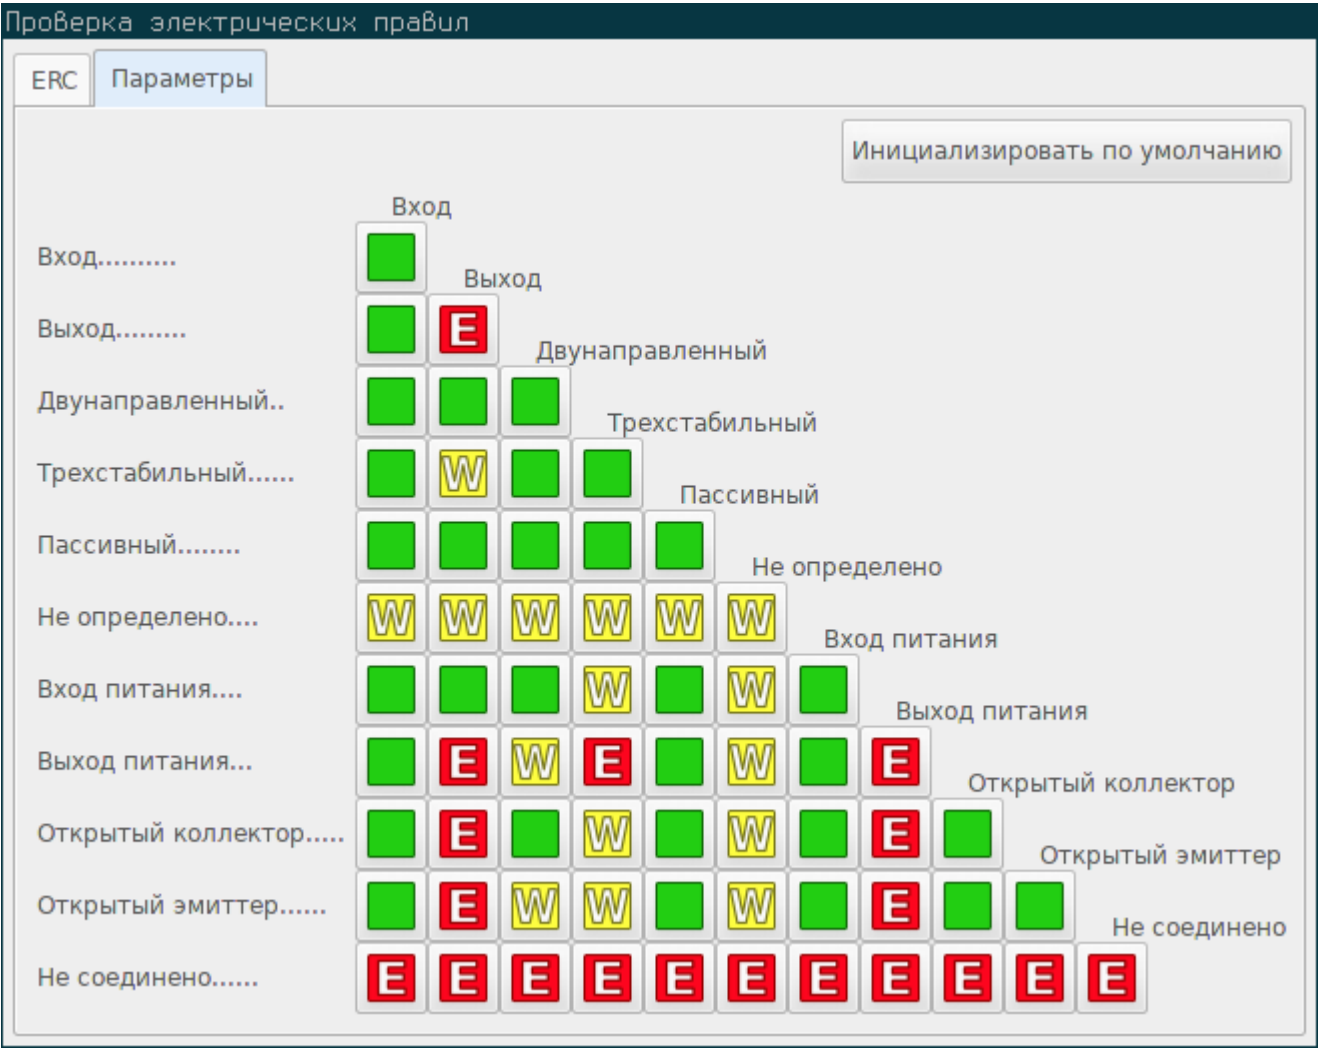 Проверка электрических правил
ERC Параметры
Инициализировать по умолчанию
Вход
Вход..........
Выход
Выход.........
E
Двунаправленный
Двунаправленный..
Трехстабильный
Трехстабильный......
W
Пассивный
Пассивный........
Не определено
Не определено....
W W W W W W
Вход питания
Вход питания....
W W
Выход питания
Выход питания...
E W E W E
Открытый коллектор
Открытый коллектор.....
E W W E
Открытый эмиттер
Открытый эмиттер......
E W W W E
Не соединено
Не соединено......
E E E E E E E E E E E